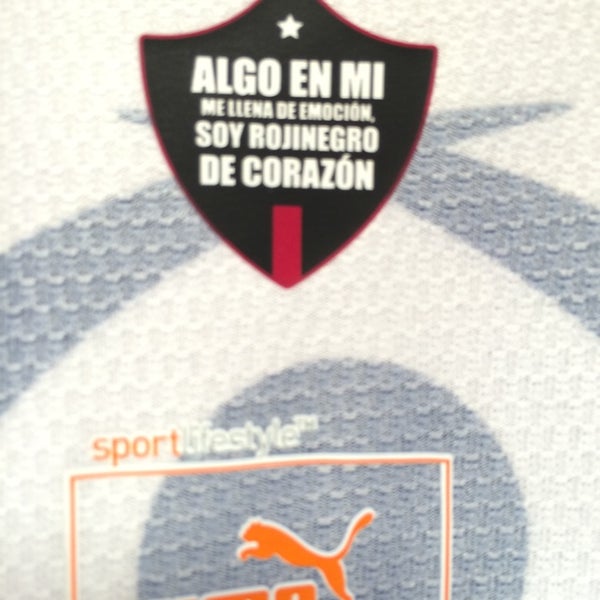 ALGO EN MI
ME LLENA DE EMOCIÓN,
SOY ROJINEGRO
DE CORAZÓN
sportlifestyle™